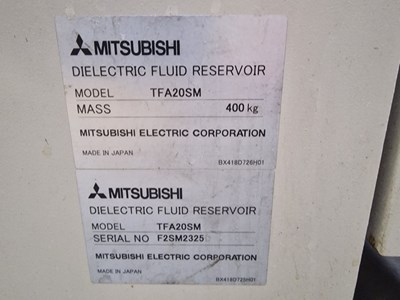 MITSUBISHI
DIELECTRIC FLUID RESERVOIR
MODEL TFA20SM
MASS 400 kg
MITSUBISHI ELECTRIC CORPORATION
MADE IN JAPAN BX418D726H01
MITSUBISHI
DIELECTRIC FLUID RESERVOIR
MODEL TFA20SM
SERIAL NO F2SM2325
MITSUBISHI ELECTRIC CORPORATION
MADE IN JAPAN